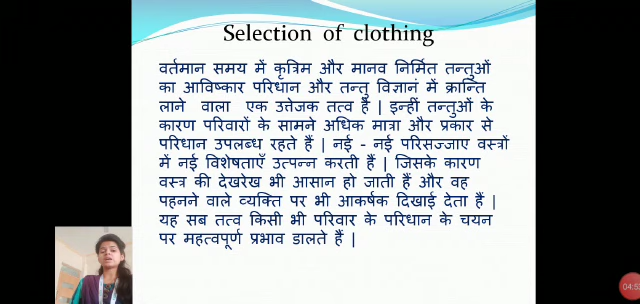 Selection of clothing
वर्तमान समय में कृत्रिम और मानव निर्मित तन्तुओं
का आविष्कार परिधान और तन्तु विज्ञानं में क्रान्ति
लाने वाला एक उत्तेजक तत्व हैं | इन्हीं तन्तुओं के
कारण परिवारों के सामने अधिक मात्रा और प्रकार से
परिधान उपलब्ध रहते हैं | नई - नई परिसज्जाए वस्त्रों
में नई विशेषताएँ उत्पन्न करती हैं | जिसके कारण
वस्त्र की देखरेख भी आसान हो जाती हैं और वह
पहनने वाले व्यक्ति पर भी आकर्षक दिखाई देता हैं |
यह सब तत्व किसी भी परिवार के परिधान के चयन
पर महत्वपूर्ण प्रभाव डालते हैं |